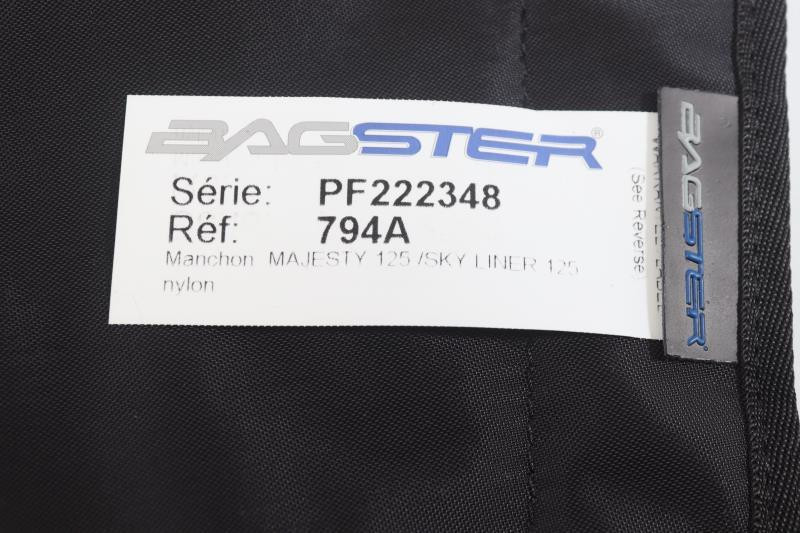 BAGSTER®
Série: PF222348
Réf: 794A
Manchon MAJESTY 125 /SKY LINER 125
nylon
(See Reverse)
BAGSTER